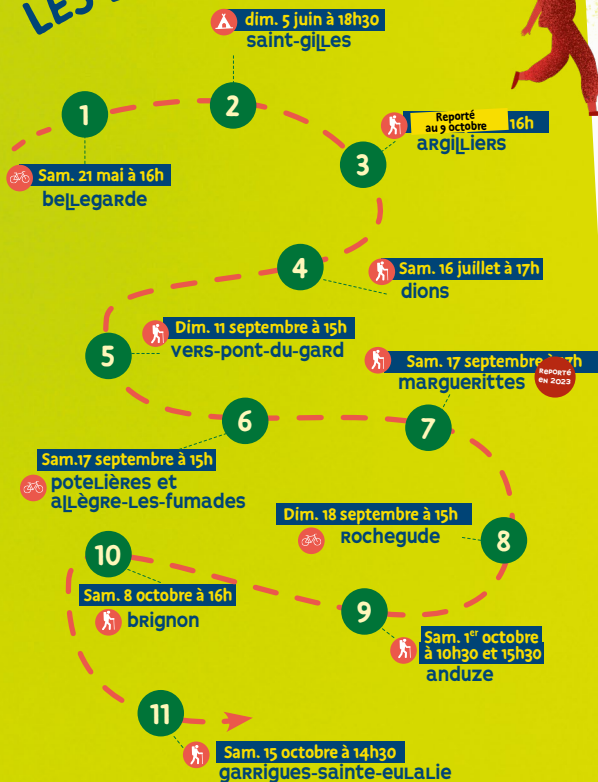 LES
1
2
3
4
5
6
7
8
9
10
11
dim. 5 juin à 18h30
saint-gilles
Sam. 21 mai à 16h
bellegarde
Reporté
au 9 octobre 16h
argilliers
Sam. 16 juillet à 17h
dions
Dim. 11 septembre à 15h
vers-pont-du-gard
Sam. 17 septembre 17h
marguerittes
Reporté
en 2023
Sam.17 septembre à 15h
potelières et
allègre-les-fumades
Dim. 18 septembre à 15h
Rochegude
Sam. 8 octobre à 16h
brignon
Sam. 1er octobre
à 10h30 et 15h30
anduze
Sam. 15 octobre à 14h30
garrigues-sainte-eulalie